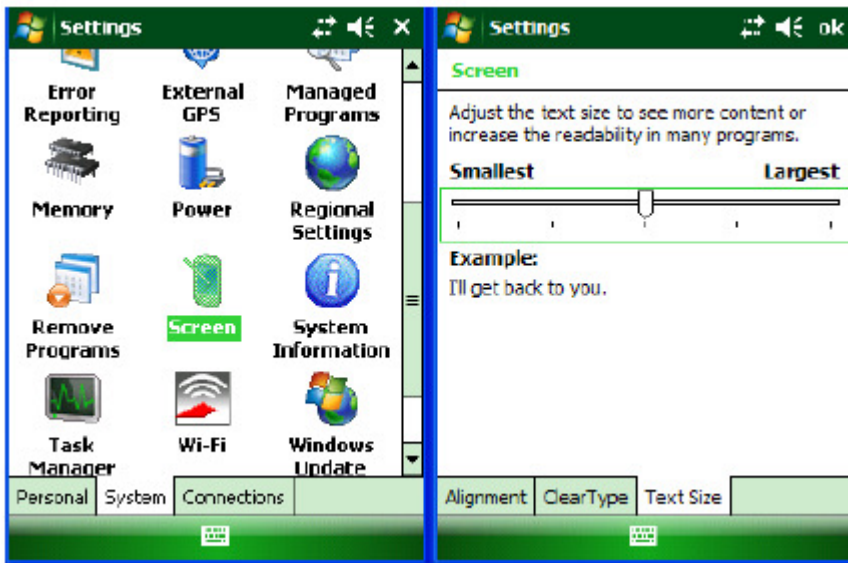 Settings
Error
Reporting
External
GPS
Managed
Programs
Memory
Power
Regional
Settings
Remove
Programs
Screen
System
Information
Task
Manager
Wi-Fi
Windows
Update
Personal System Connections
Settings ok
Screen
Adjust the text size to see more content or
increase the readability in many programs.
Smallest Largest
Example:
I'll get back to you.
Alignment ClearType Text Size